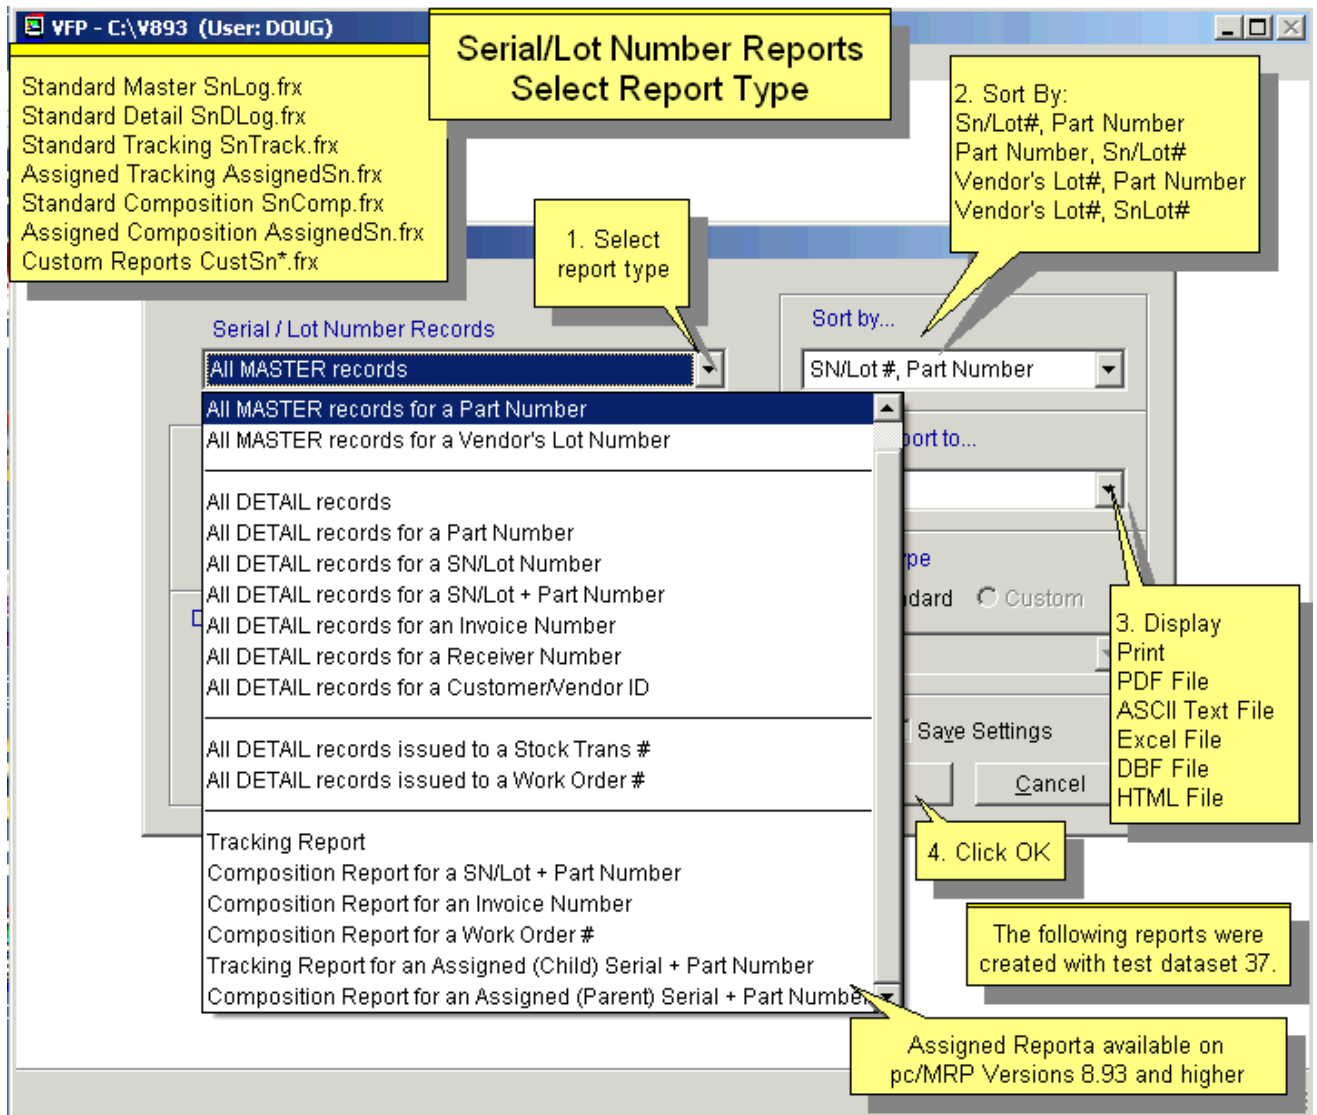 VFP - C:\V893 (User: DOUG)
Serial/Lot Number Reports
Select Report Type
Standard Master SnLog.frx
Standard Detail SnDLog.frx
Standard Tracking SnTrack.frx
Assigned Tracking AssignedSn.frx
Standard Composition SnComp.frx
Assigned Composition AssignedSn.frx
Custom Reports CustSn*.frx
2. Sort By:
Sn/Lot#, Part Number
Part Number, Sn/Lot#
Vendor's Lot#, Part Number
Vendor's Lot#, SnLot#
1. Select
report type
Serial / Lot Number Records
All MASTER records
Sort by...
SN/Lot #, Part Number
All MASTER records for a Part Number
All MASTER records for a Vendor's Lot Number
All DETAIL records
All DETAIL records for a Part Number
All DETAIL records for a SN/Lot Number
All DETAIL records for a SN/Lot + Part Number
All DETAIL records for an Invoice Number
All DETAIL records for a Receiver Number
All DETAIL records for a Customer/Vendor ID
All DETAIL records issued to a Stock Trans #
All DETAIL records issued to a Work Order #
Tracking Report
Composition Report for a SN/Lot + Part Number
Composition Report for an Invoice Number
Composition Report for a Work Order #
Tracking Report for an Assigned (Child) Serial + Part Number
Composition Report for an Assigned (Parent) Serial + Part Number
ort to...
pe
dard Custom
Save Settings
Cancel
3. Display
Print
PDF File
ASCII Text File
Excel File
DBF File
HTML File
4. Click OK
The following reports were
created with test dataset 37.
Assigned Reporta available on
pc/MRP Versions 8.93 and higher